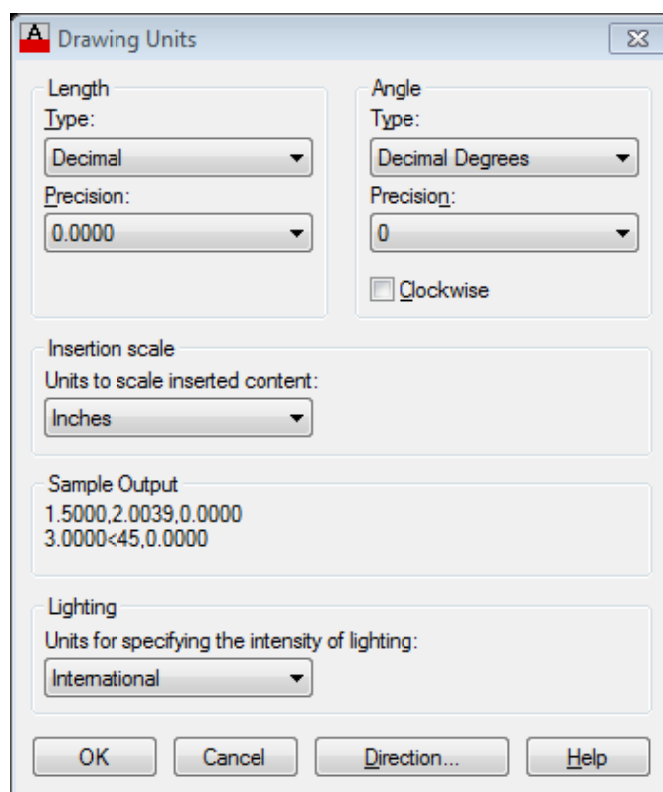 Drawing Units
Length
Type:
Decimal
Precision:
0.0000
Angle
Type:
Decimal Degrees
Precision:
0
Clockwise
Insertion scale
Units to scale inserted content:
Inches
Sample Output
1.5000,2.0039,0.0000
3.0000<45,0.0000
Lighting
Units for specifying the intensity of lighting:
International
OK Cancel Direction... Help